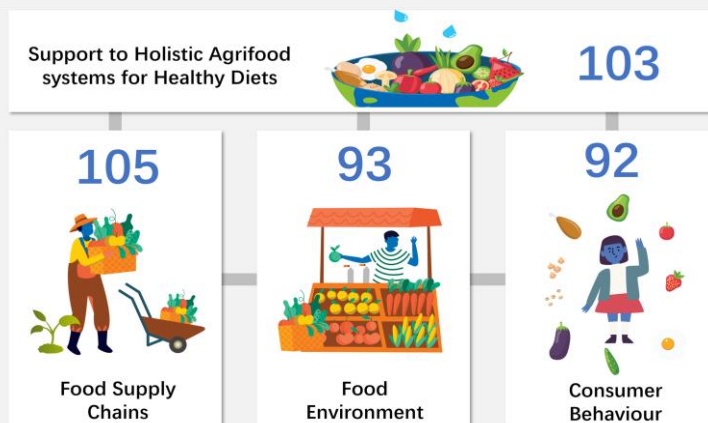 Support to Holistic Agrifood
systems for Healthy Diets
103
105
93
92
Food Supply
Chains
Food
Environment
Consumer
Behaviour